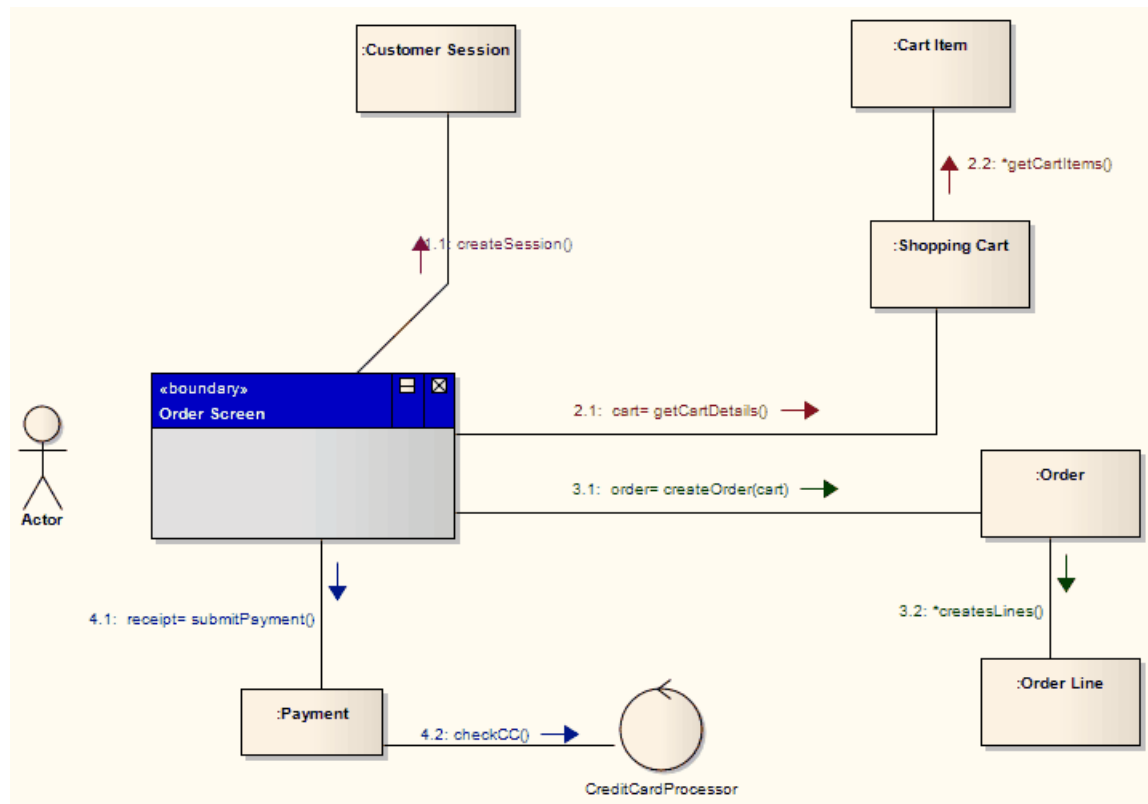 :Customer Session
:Cart Item
2.2: *getCartItems()
1.1: createSession()
:Shopping Cart
«boundary»
Order Screen
2.1: cart= getCartDetails()
:Order
3.1: order= createOrder(cart)
Actor
4.1: receipt= submitPayment()
3.2: *createsLines()
:Order Line
:Payment
4.2: checkCC()
CreditCardProcessor